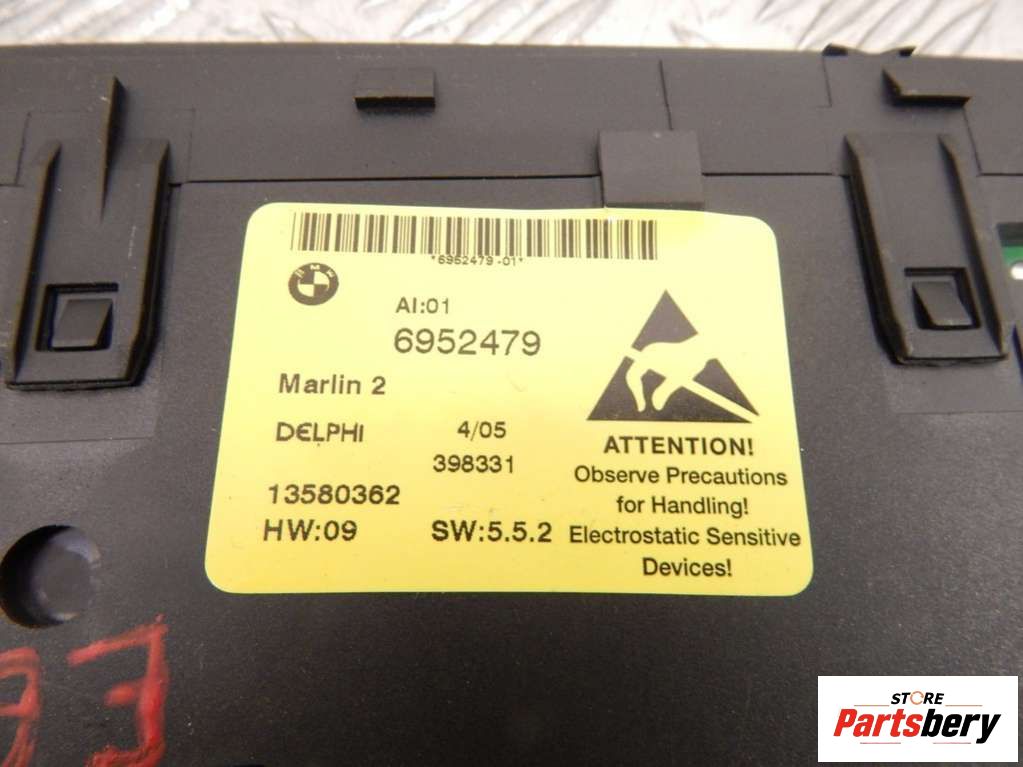 *6952479-01*
BMW
AI:01
6952479
Marlin 2
DELPHI
4/05
398331
13580362
HW:09
SW:5.5.2
ATTENTION!
Observe Precautions
for Handling!
Electrostatic Sensitive
Devices!
STORE
Partsbery